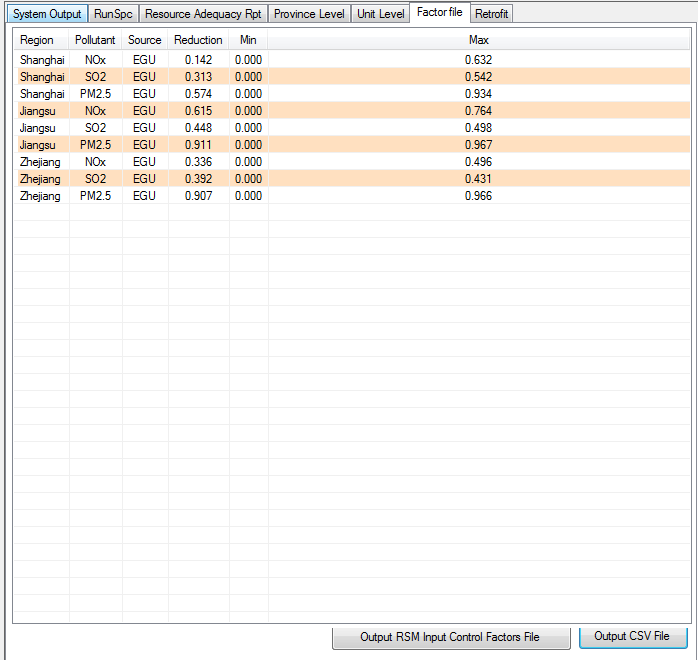 System Output RunSpc Resource Adequacy Rpt Province Level Unit Level Factor file Retrofit
Region Pollutant Source Reduction Min Max
Shanghai NOx EGU 0.142 0.000 0.632
Shanghai SO2 EGU 0.313 0.000 0.542
Shanghai PM2.5 EGU 0.574 0.000 0.934
Jiangsu NOx EGU 0.615 0.000 0.764
Jiangsu SO2 EGU 0.448 0.000 0.498
Jiangsu PM2.5 EGU 0.911 0.000 0.967
Zhejiang NOx EGU 0.336 0.000 0.496
Zhejiang SO2 EGU 0.392 0.000 0.431
Zhejiang PM2.5 EGU 0.907 0.000 0.966
Output RSM Input Control Factors File Output CSV File